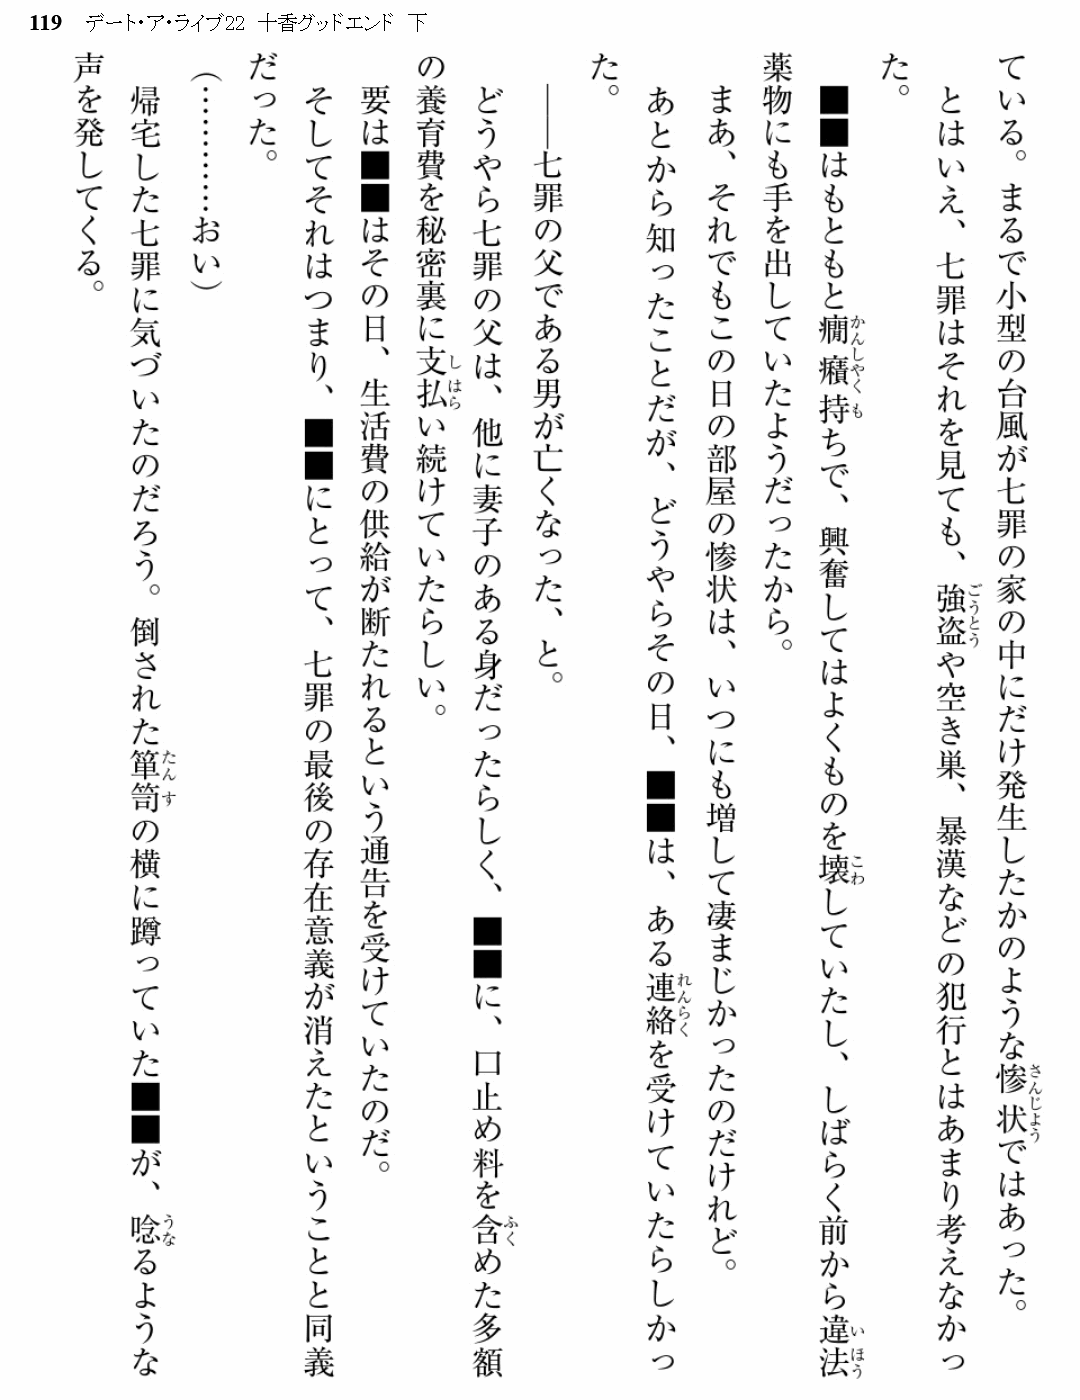 119 デート・ア・ライブ22 十香グッドエンド 下
ている。まるで小型の台風が七罪の家の中にだけ発生したかのような惨状ではあった。
とはいえ、七罪はそれを見ても、強盗や空き巣、暴漢などの犯行とはあまり考えなかっ
た。
■■はもともと癇癪持ちで、興奮してはよくものを壊していたし、しばらく前から違法
薬物にも手を出していたようだったから。
まあ、それでもこの日の部屋の惨状は、いつにも増して凄まじかったのだけれど。
あとから知ったことだが、どうやらその日、■■は、ある連絡を受けていたらしかっ
た。
――七罪の父である男が亡くなった、と。
どうやら七罪の父は、他に妻子のある身だったらしく、■■に、口止め料を含めた多額
の養育費を秘密裏に支払い続けていたらしい。
要は■■はその日、生活費の供給が断たれるという通告を受けていたのだ。
そしてそれはつまり、■■にとって、七罪の最後の存在意義が消えたということと同義
だった。
(…………おい)
帰宅した七罪に気づいたのだろう。倒された箪笥の横に蹲っていた■■が、唸るような
声を発してくる。